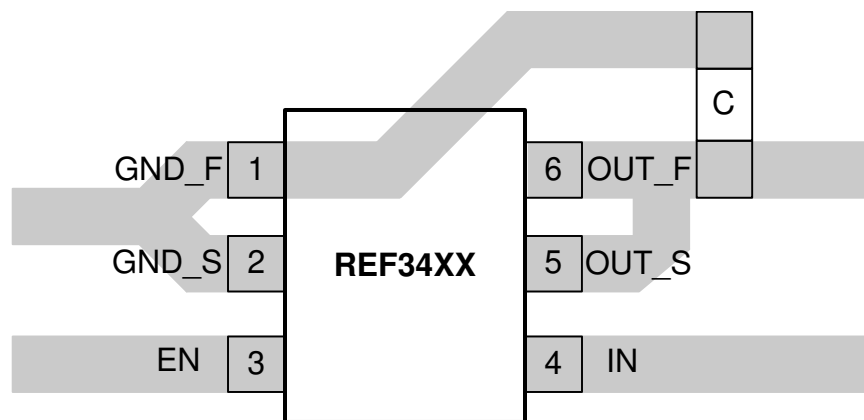 C
GND_F 1 6 OUT_F
GND_S 2 REF34XX 5 OUT_S
EN 3 4 IN